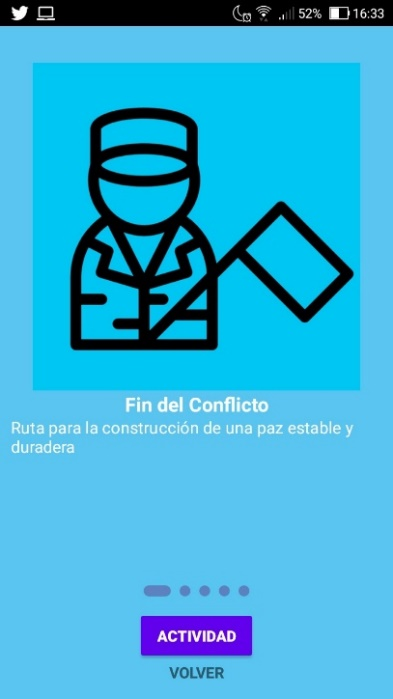 52% 16:33
Fin del Conflicto
Ruta para la construcción de una paz estable y
duradera
ACTIVIDAD
VOLVER